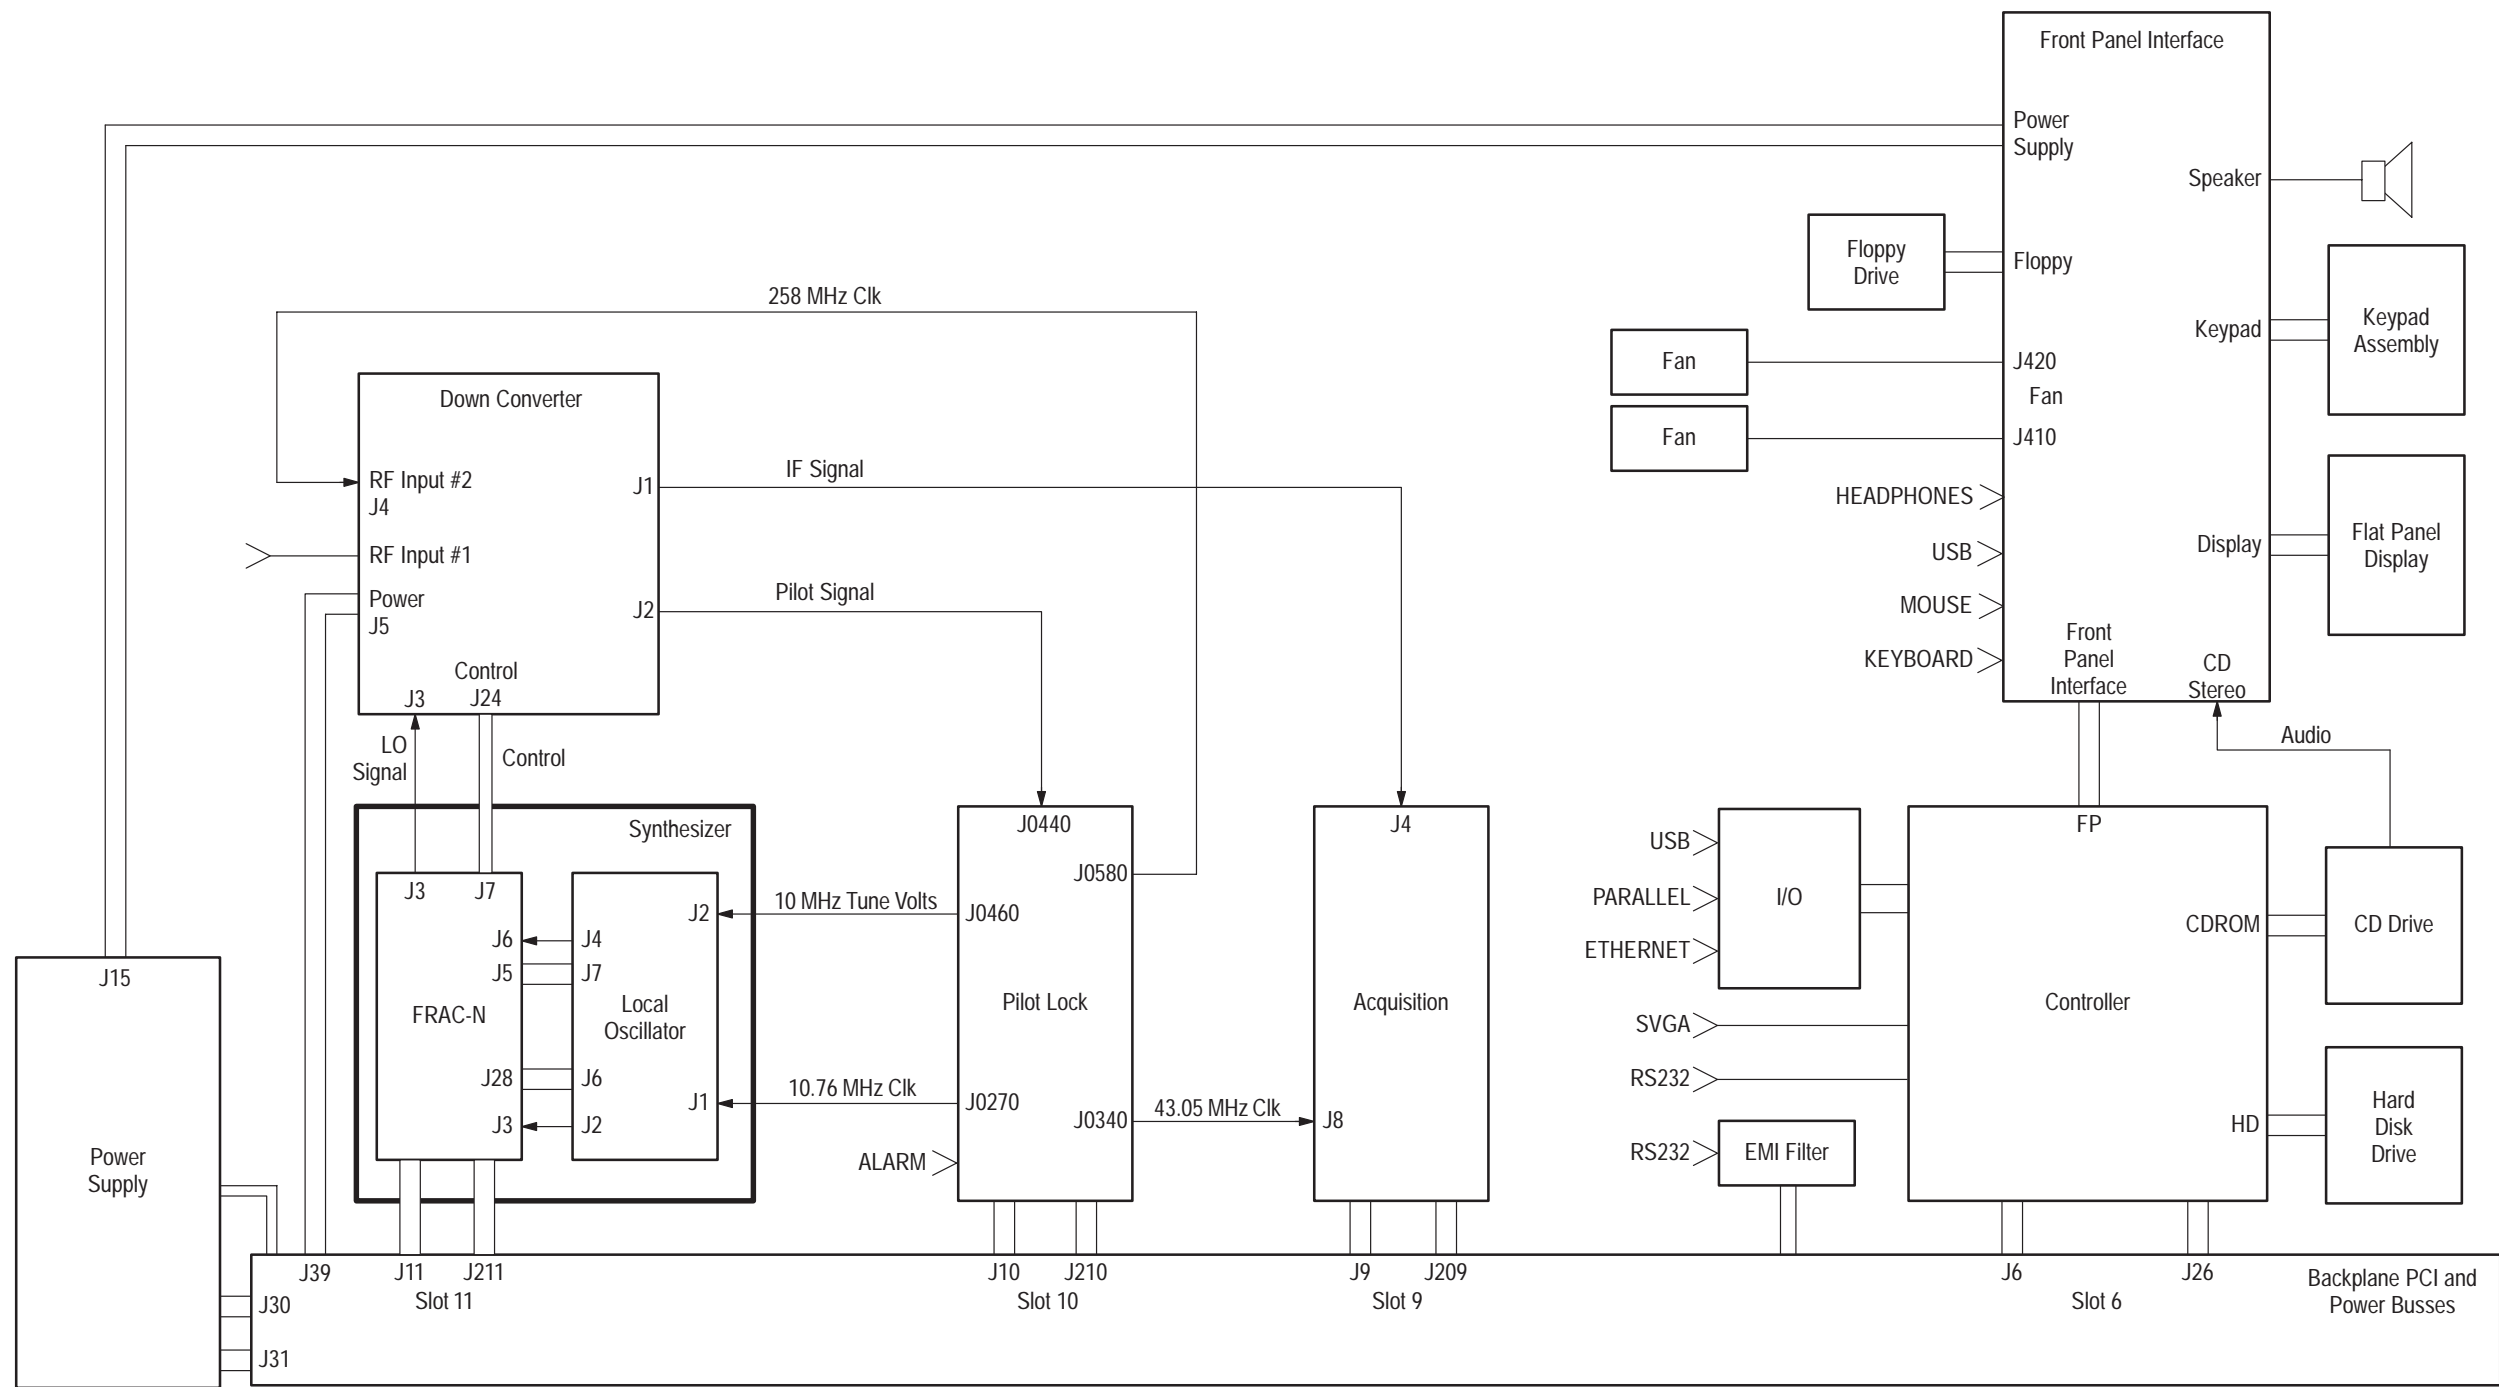 Front Panel Interface
Power
Supply
Speaker
Floppy
Drive
Floppy
258 MHz Clk
Keypad
Keypad
Assembly
Fan
J420
Fan
Fan
J410
Down Converter
IF Signal
RF Input #2
J4
J1
HEADPHONES
RF Input #1
USB
Display
Flat Panel
Display
Pilot Signal
Power
J5
J2
MOUSE
Front
Panel
Interface
KEYBOARD
CD
Stereo
Control
J24
J3
LO
Signal
Control
Audio
Synthesizer
J0440
J4
FP
USB
PARALLEL
ETHERNET
I/O
J3
J7
J0580
J2
10 MHz Tune Volts
J0460
CDROM
CD Drive
J6
J4
J5
J7
J15
FRAC-N
Local
Oscillator
Pilot Lock
Acquisition
Controller
SVGA
RS232
J28
J6
J1
10.76 MHz Clk
J0270
J3
J2
J0340
43.05 MHz Clk
J8
HD
Hard
Disk
Drive
Power
Supply
ALARM
RS232
EMI Filter
J39
J11
J211
J10
J210
J9
J209
J6
J26
Backplane PCI and
Power Busses
J30
Slot 11
Slot 10
Slot 9
Slot 6
J31